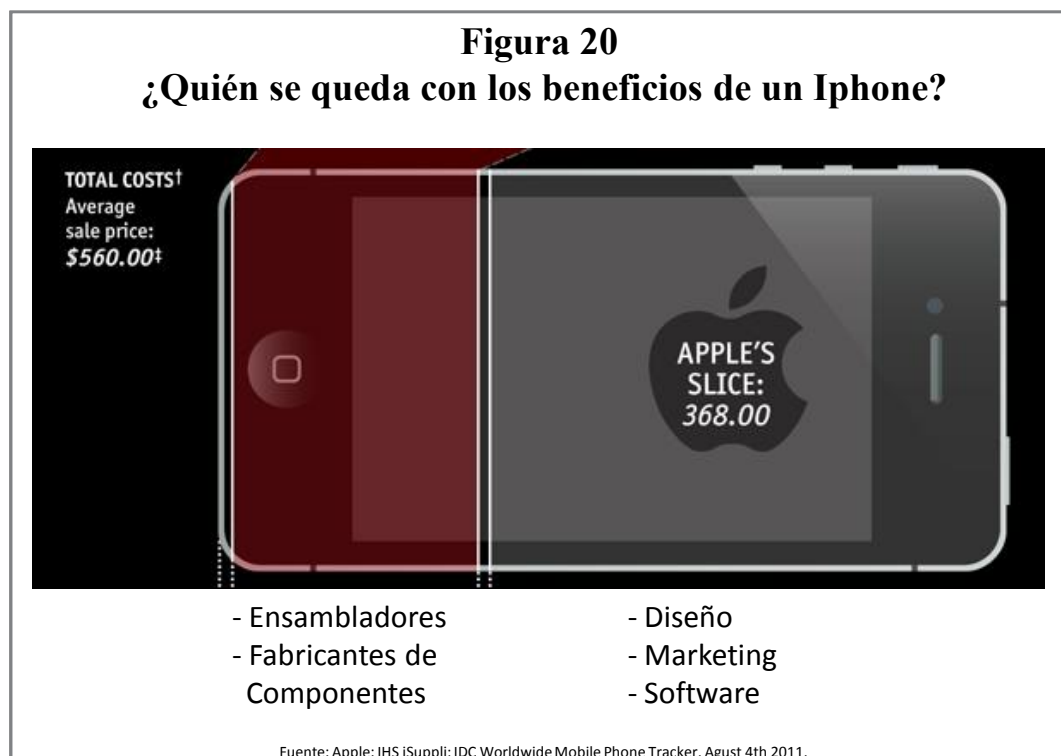 Figura 20
¿Quién se queda con los beneficios de un Iphone?
TOTAL COSTS†
Average
sale price:
$560.00‡
APPLE'S
SLICE:
368.00
- Ensambladores
- Fabricantes de
Componentes
- Diseño
- Marketing
- Software
Fuente: Apple; IHS iSuppli; IDC Worldwide Mobile Phone Tracker. Agust 4th 2011.